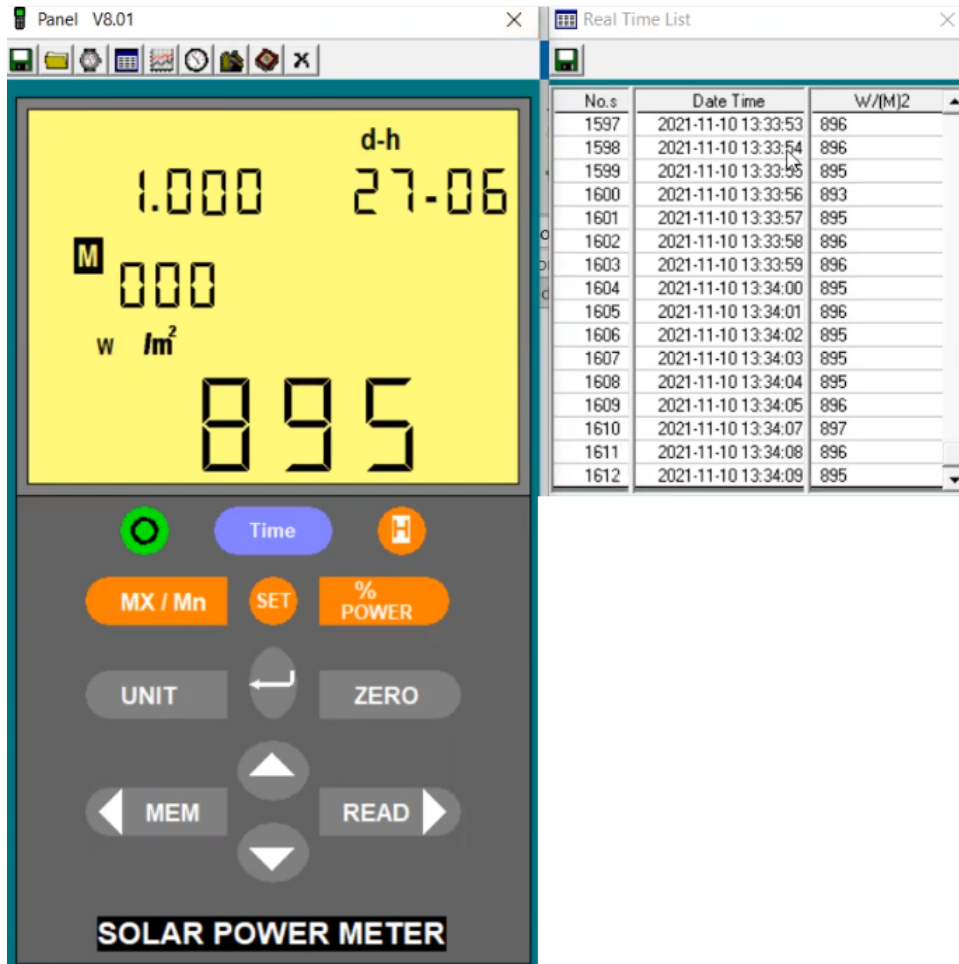 Panel V8.01
Real Time List
d-h
1.000 27-06
M 000
W /m²
895
Time H
MX / Mn SET % POWER
UNIT ZERO
MEM READ
SOLAR POWER METER
No.s Date Time W/(M)2
1597 2021-11-10 13:33:53 896
1598 2021-11-10 13:33:54 896
1599 2021-11-10 13:33:55 895
1600 2021-11-10 13:33:56 893
1601 2021-11-10 13:33:57 895
1602 2021-11-10 13:33:58 896
1603 2021-11-10 13:33:59 896
1604 2021-11-10 13:34:00 895
1605 2021-11-10 13:34:01 896
1606 2021-11-10 13:34:02 895
1607 2021-11-10 13:34:03 895
1608 2021-11-10 13:34:04 895
1609 2021-11-10 13:34:05 896
1610 2021-11-10 13:34:07 897
1611 2021-11-10 13:34:08 896
1612 2021-11-10 13:34:09 895